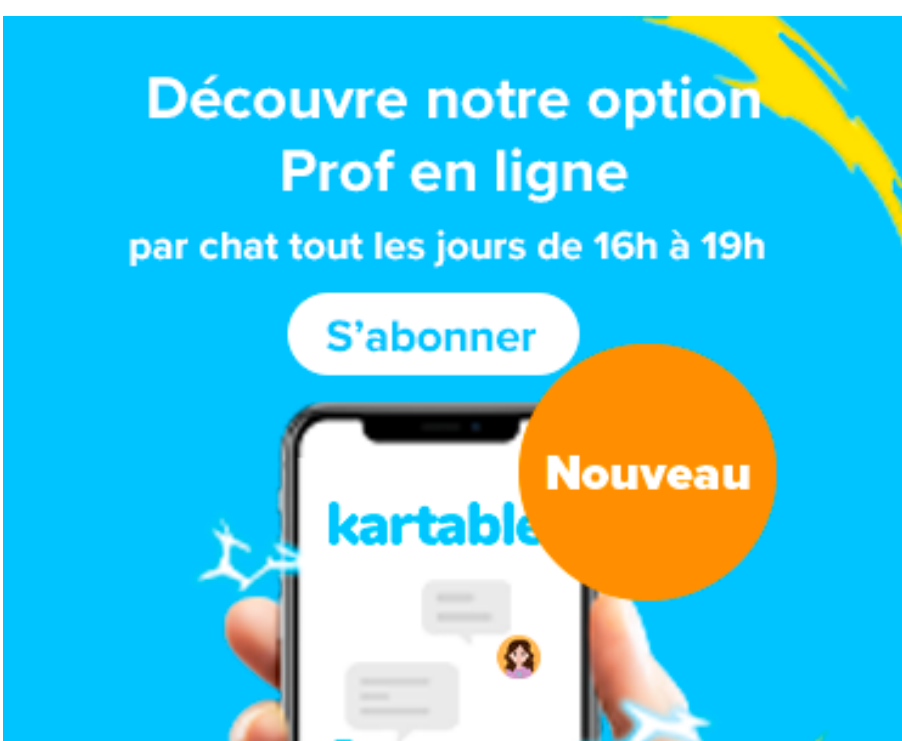 Découvre notre option
Prof en ligne
par chat tout les jours de 16h à 19h
S'abonner
Nouveau
kartable